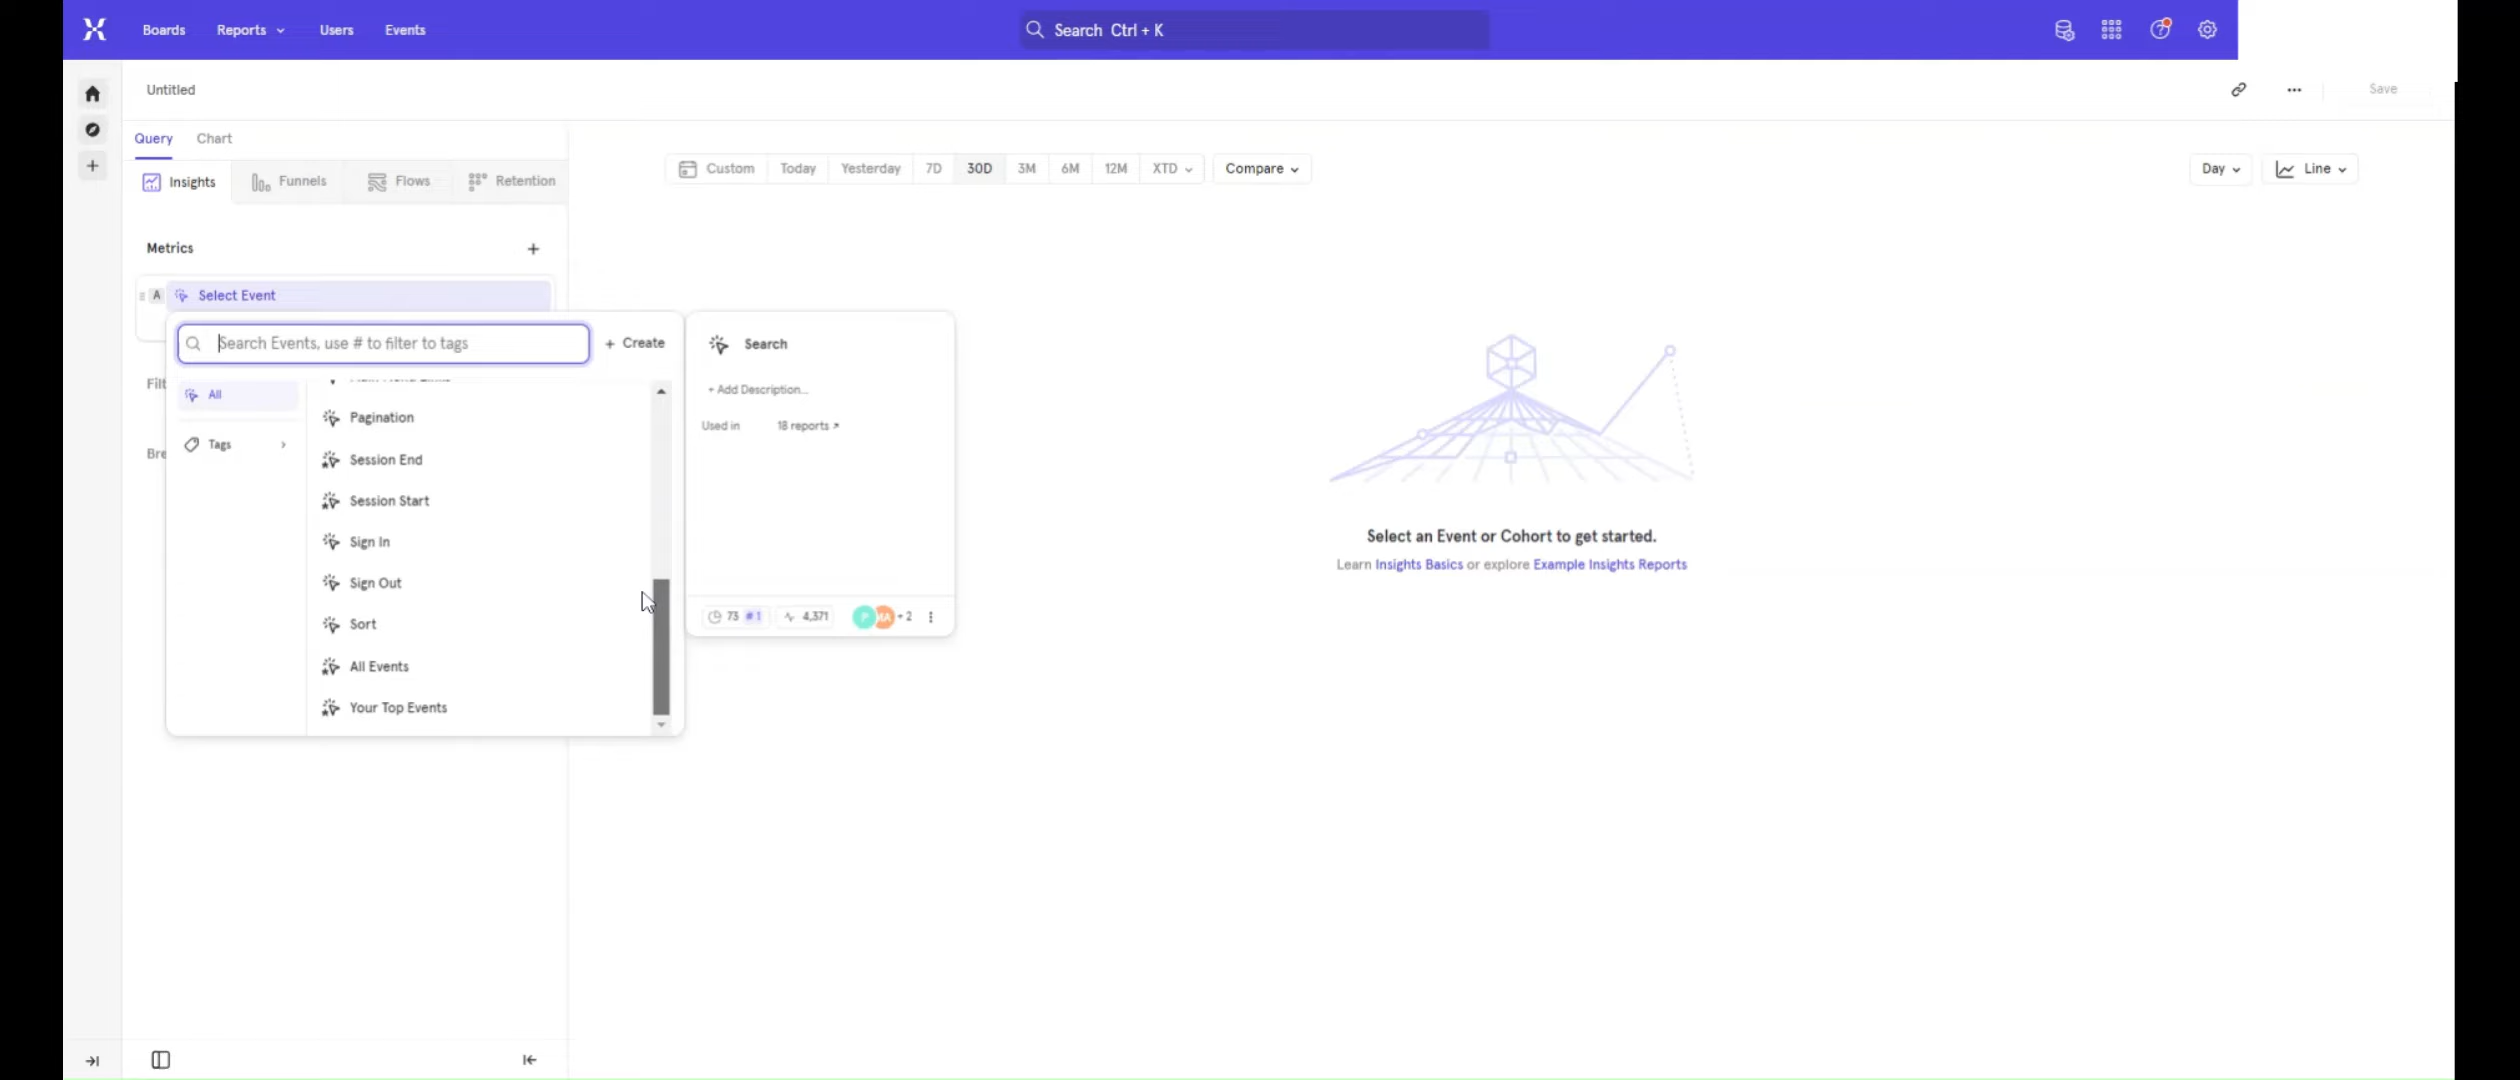 Boards Reports Users Events Search Ctrl + K
Untitled Save
Query Chart
Insights Funnels Flows Retention
Custom Today Yesterday 7D 30D 3M 6M 12M XTD Compare Day Line
Metrics
A Select Event
Search Events, use # to filter to tags + Create
All
Tags
Filt
Bre
Pagination
Session End
Session Start
Sign In
Sign Out
Sort
All Events
Your Top Events
Search
+ Add Description...
Used in 18 reports
73 #1 4,371 P +2
Select an Event or Cohort to get started.
Learn Insights Basics or explore Example Insights Reports